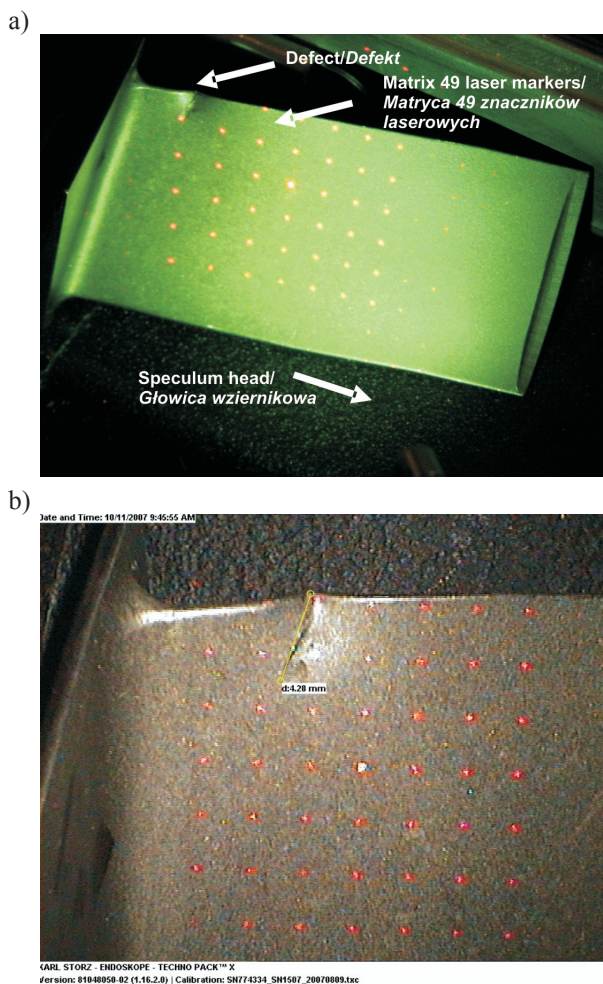 a)
Defect/Defekt
Matrix 49 laser markers/
Matryca 49 znaczników
laserowych
Speculum head/
Głowica wziernikowa
b)
Date and Time: 10/11/2007 9:45:55 AM
d:4.28 mm
KARL STORZ - ENDOSKOPE - TECHNO PACK™ X
Version: 81048050-02 (1.16.2.0) | Calibration: SN774334_SN1507_20070809.txc